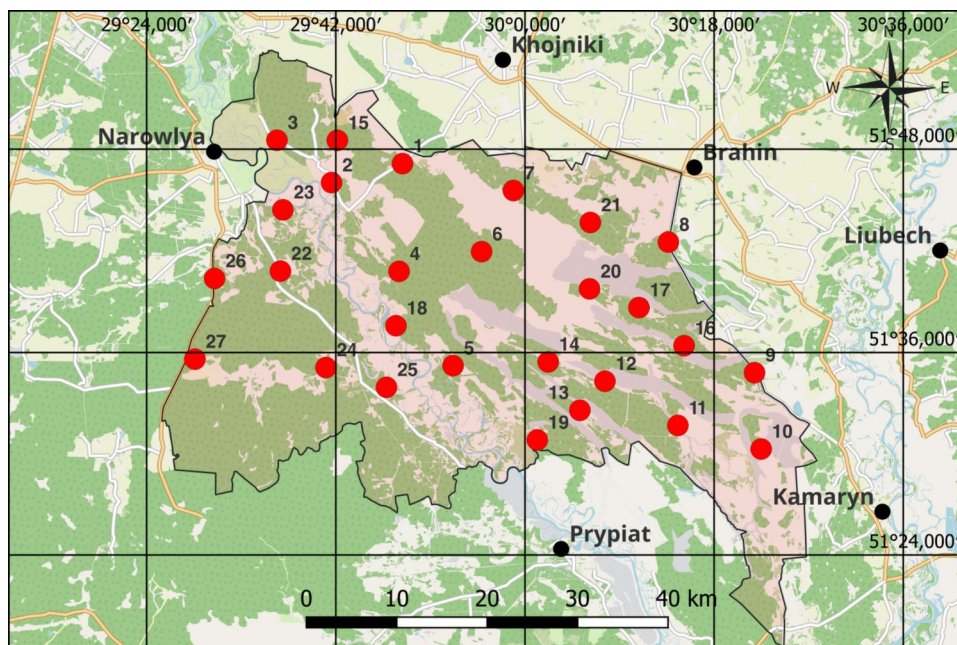 29°24,000′ 29°42,000′ 30°00,000′ 30°18,000′ 30°36,000′
Khojniki
N
W E
S
3 15
Narowlya
51°48,000′
1
Brahin
2
7
23
21
8
Liubech
6
22 4
26
20
17
18
16
51°36,000′
27 24 5 14
9
12
25
13
11
19
10
Kamaryn
51°24,000′
Prypiat
0 10 20 30 40 km